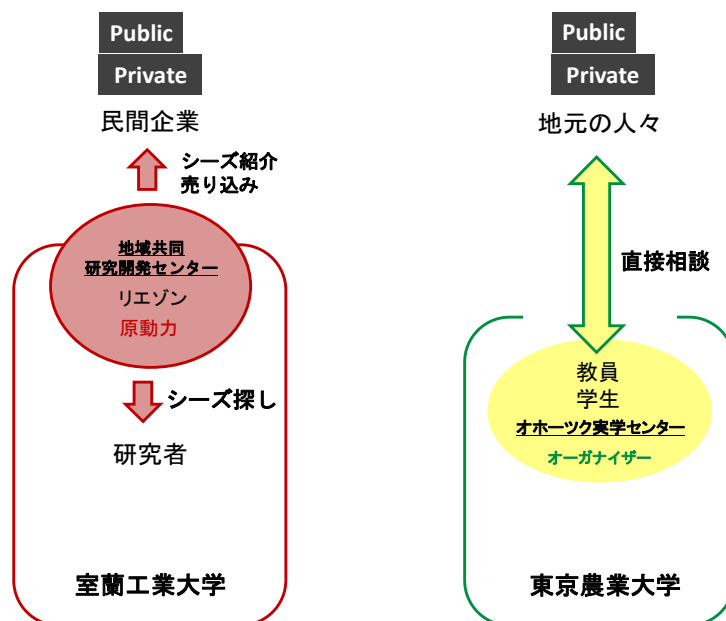 Public
Private
民間企業
シーズ紹介
売り込み
地域共同
研究開発センター
リエゾン
原動力
シーズ探し
研究者
室蘭工業大学
Public
Private
地元の人々
直接相談
教員
学生
オホーツク実学センター
オーガナイザー
東京農業大学